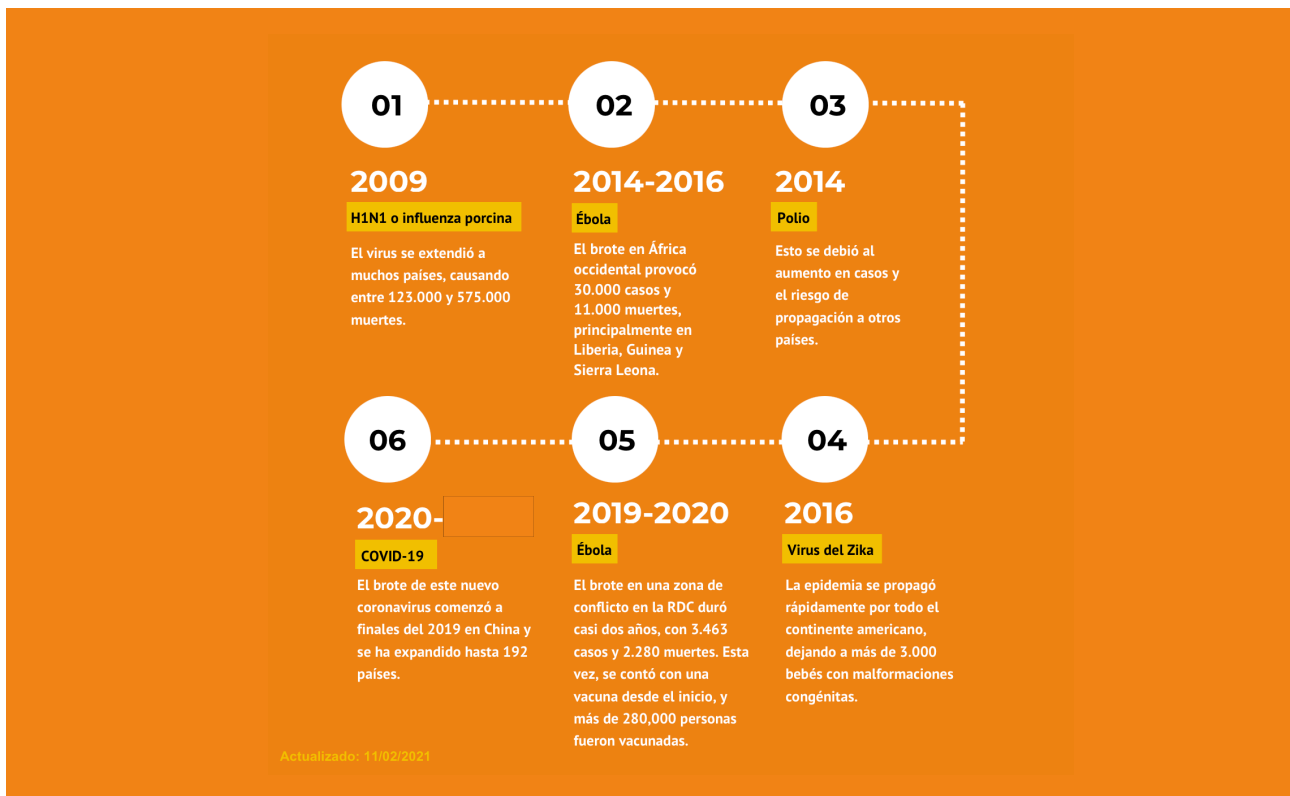 01
2009
H1N1 o influenza porcina
El virus se extendió a
muchos países, causando
entre 123.000 y 575.000
muertes.
02
2014-2016
Ébola
El brote en África
occidental provocó
30.000 casos y
11.000 muertes,
principalmente en
Liberia, Guinea y
Sierra Leona.
03
2014
Polio
Esto se debió al
aumento en casos y
el riesgo de
propagación a otros
países.
04
2016
Virus del Zika
La epidemia se propagó
rápidamente por todo el
continente americano,
dejando a más de 3.000
bebés con malformaciones
congénitas.
05
2019-2020
Ébola
El brote en una zona de
conflicto en la RDC duró
casi dos años, con 3.463
casos y 2.280 muertes. Esta
vez, se contó con una
vacuna desde el inicio, y
más de 280,000 personas
fueron vacunadas.
06
2020-
COVID-19
El brote de este nuevo
coronavirus comenzó a
finales del 2019 en China y
se ha expandido hasta 192
países.
Actualizado: 11/02/2021